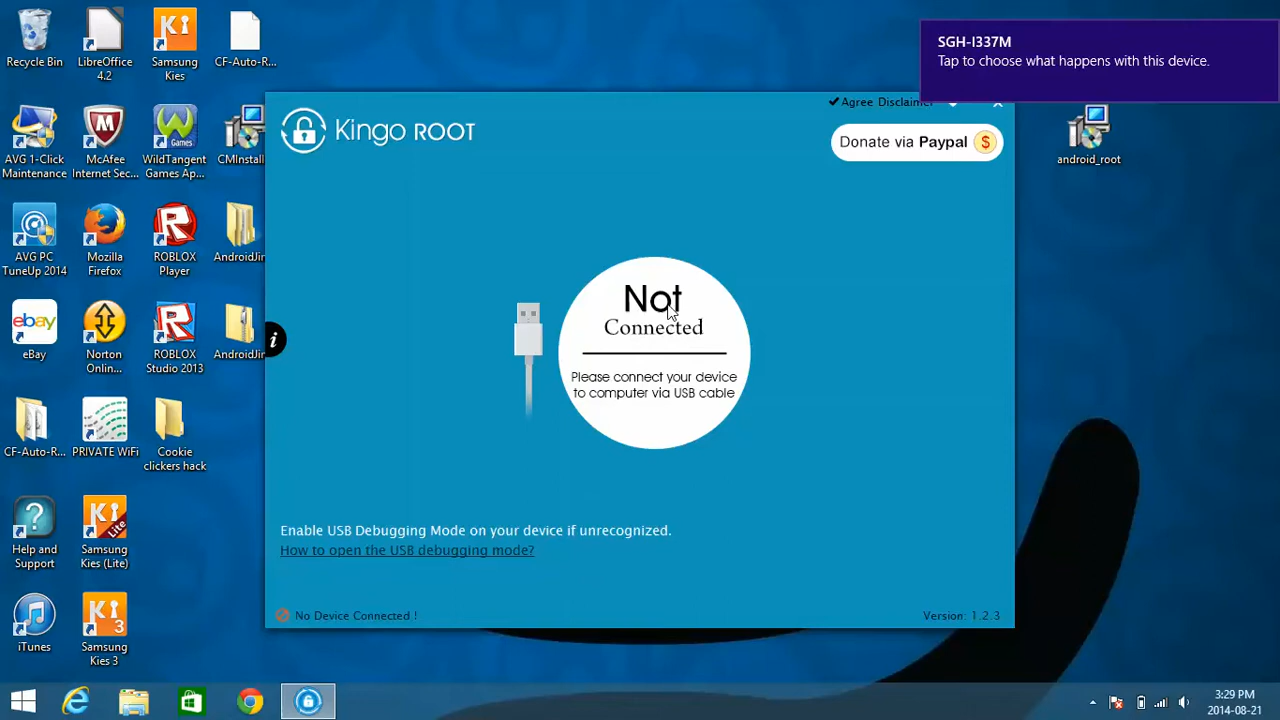 Recycle Bin
LibreOffice
4.2
Samsung
Kies
CF-Auto-R...
AVG 1-Click
Maintenance
McAfee
Internet Sec...
WildTangent
Games Ap...
CMInstall
AVG PC
TuneUp 2014
Mozilla
Firefox
ROBLOX
Player
AndroidJin
eBay
Norton
Online...
ROBLOX
Studio 2013
AndroidJin
CF-Auto-R...
PRIVATE WiFi
Cookie
clickers hack
Help and
Support
Samsung
Kies (Lite)
iTunes
Samsung
Kies 3
android_root
SGH-I337M
Tap to choose what happens with this device.
Kingo ROOT
Agree Disclaimer
Donate via Paypal $
Not
Connected
Please connect your device
to computer via USB cable
i
Enable USB Debugging Mode on your device if unrecognized.
How to open the USB debugging mode?
No Device Connected !
Version: 1.2.3
3:29 PM
2014-08-21